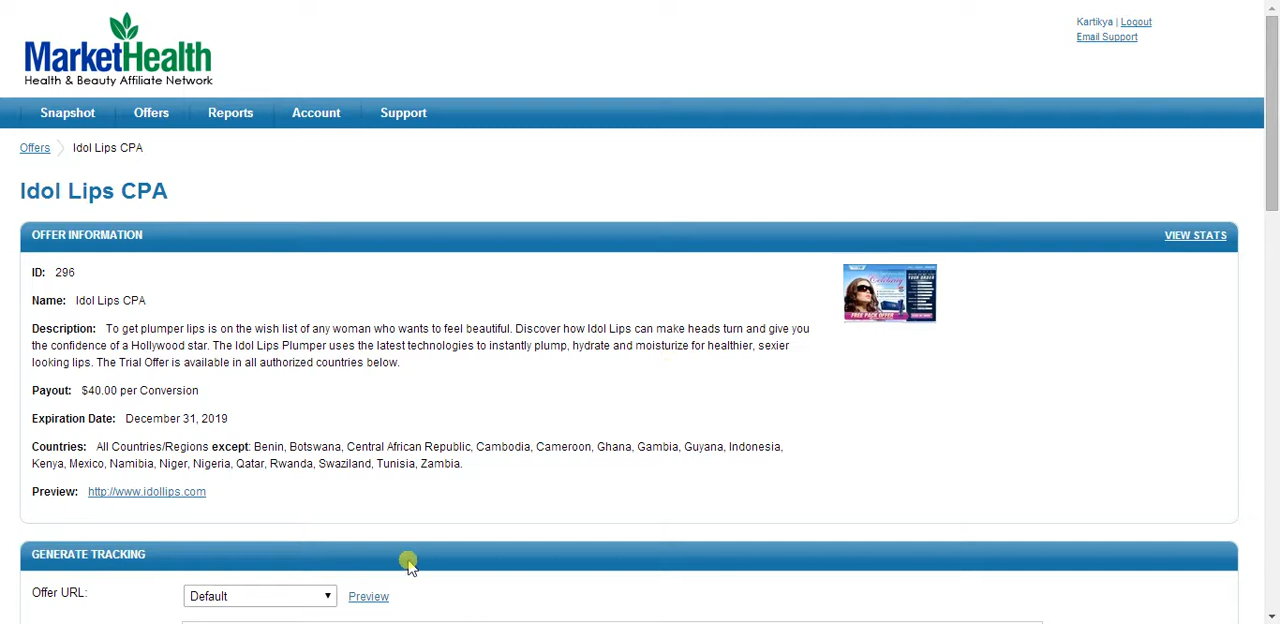 MarketHealth
Health & Beauty Affiliate Network
Kartikya | Logout
Email Support
Snapshot Offers Reports Account Support
Offers Idol Lips CPA
Idol Lips CPA
OFFER INFORMATION VIEW STATS
ID: 296
Name: Idol Lips CPA
Description: To get plumper lips is on the wish list of any woman who wants to feel beautiful. Discover how Idol Lips can make heads turn and give you
the confidence of a Hollywood star. The Idol Lips Plumper uses the latest technologies to instantly plump, hydrate and moisturize for healthier, sexier
looking lips. The Trial Offer is available in all authorized countries below.
Payout: $40.00 per Conversion
Expiration Date: December 31, 2019
Countries: All Countries/Regions except: Benin, Botswana, Central African Republic, Cambodia, Cameroon, Ghana, Gambia, Guyana, Indonesia,
Kenya, Mexico, Namibia, Niger, Nigeria, Qatar, Rwanda, Swaziland, Tunisia, Zambia.
Preview: http://www.idollips.com
GENERATE TRACKING
Offer URL: Default Preview